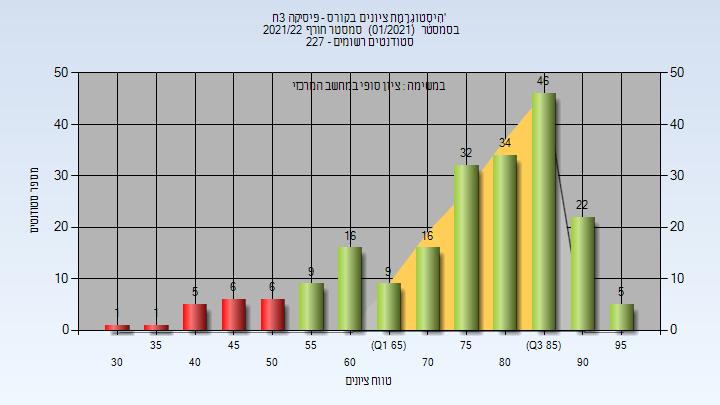 'היסטוגרמת ציונים בקורס - פיסיקה 3ח
בסמסטר (01/2021) סמסטר חורף 2021/22
סטודנטים רשומים - 227
במשימה : ציון סופי במחשב המרכזי
50 50
40 40
30 30
20 20
10 10
0 0
מספר סטודנטים
1 1 5 6 6 9 16 9 16 32 34 46 22 5
30 35 40 45 50 55 60 (Q1 65) 70 75 80 (Q3 85) 90 95
טווח ציונים